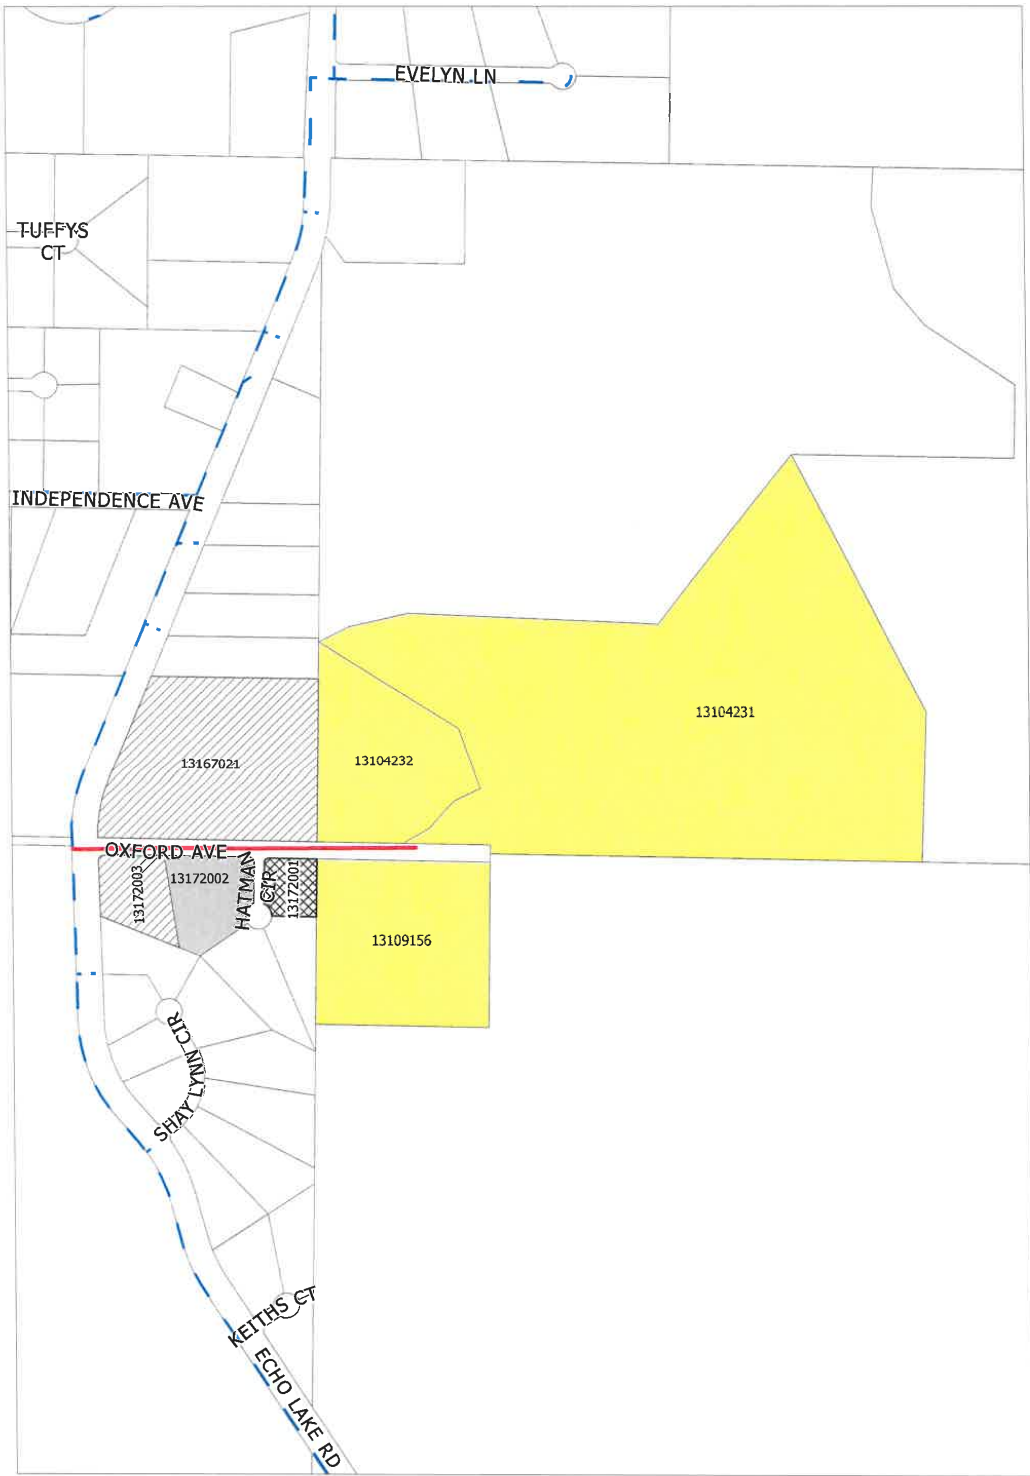 EVELYN LN
TUFFYS
CT
INDEPENDENCE AVE
13104231
13104232
13167021
OXFORD AVE
13172003
13172002
HATMAN
CIR
13172001
13109156
SHAY LYNN CIR
KEITHS CT
ECHO LAKE RD